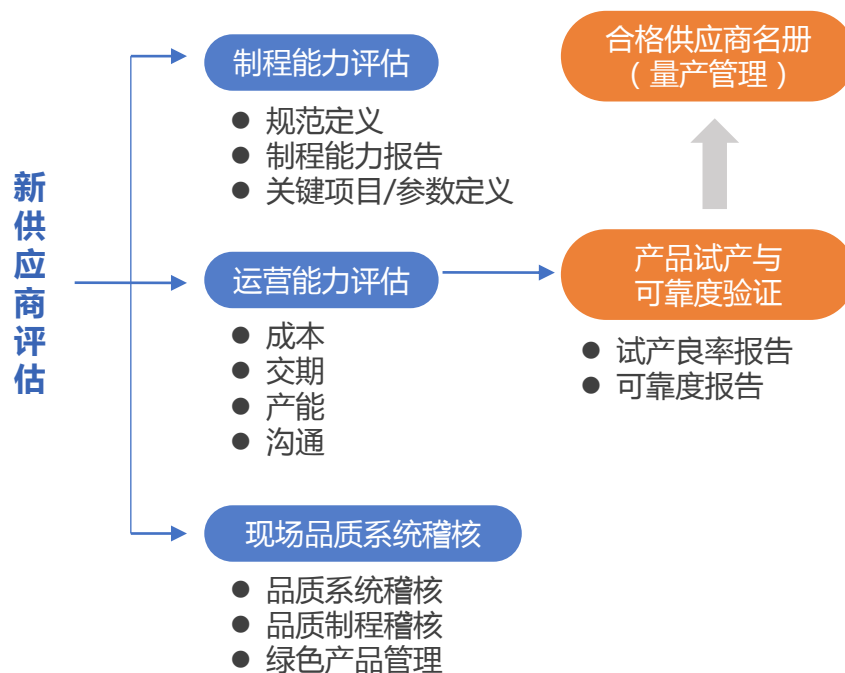 新供应商评估
制程能力评估
● 规范定义
● 制程能力报告
● 关键项目/参数定义
运营能力评估
● 成本
● 交期
● 产能
● 沟通
现场品质系统稽核
● 品质系统稽核
● 品质制程稽核
● 绿色产品管理
合格供应商名册
（量产管理）
产品试产与
可靠度验证
● 试产良率报告
● 可靠度报告